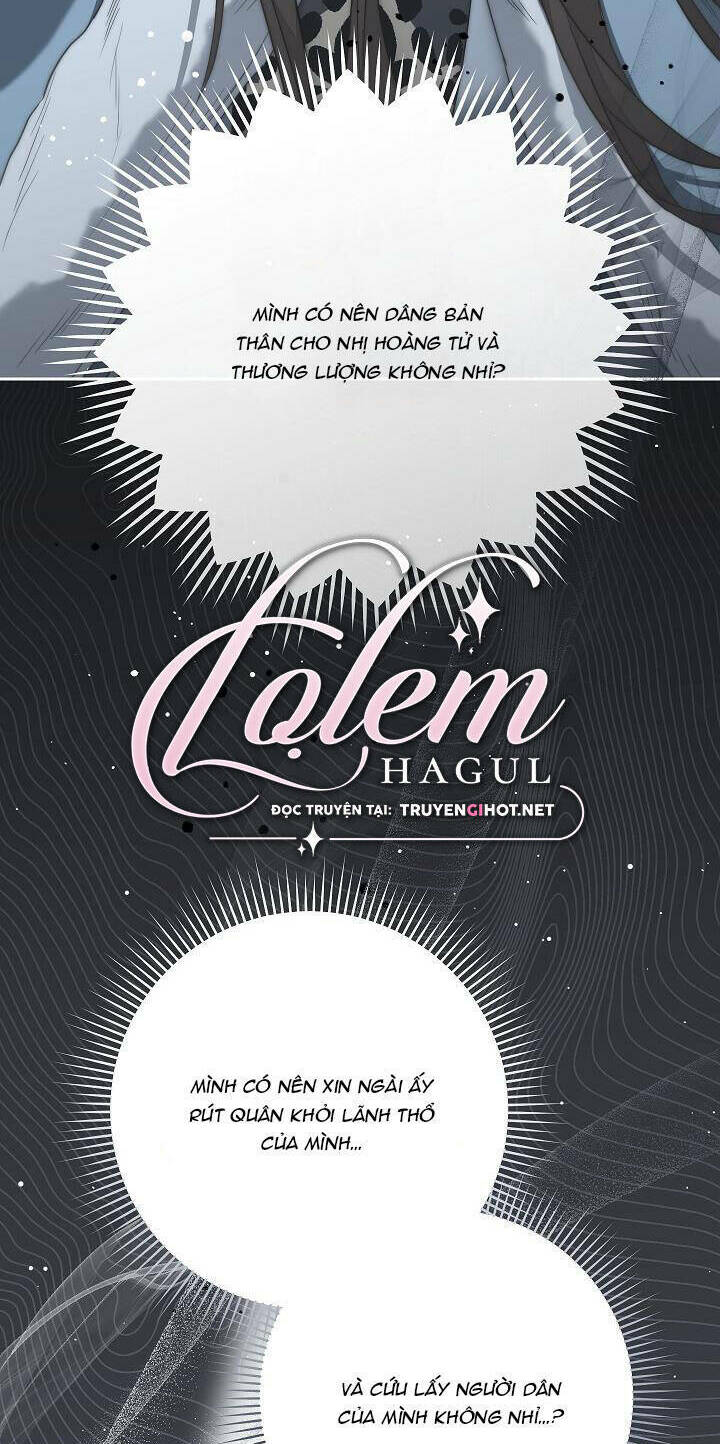 MÌNH CÓ NÊN DÂNG BẢN
THÂN CHO NHỊ HOÀNG TỬ VÀ
THƯƠNG LƯỢNG KHÔNG NHỈ?
Lọlem
HAGUL
ĐỌC TRUYỆN TẠI: TRUYENGIHOT.NET
MÌNH CÓ NÊN XIN NGÀI ẤY
RÚT QUÂN KHỎI LÃNH THỔ
CỦA MÌNH...
VÀ CỨU LẤY NGƯỜI DÂN
CỦA MÌNH KHÔNG NHỈ...?